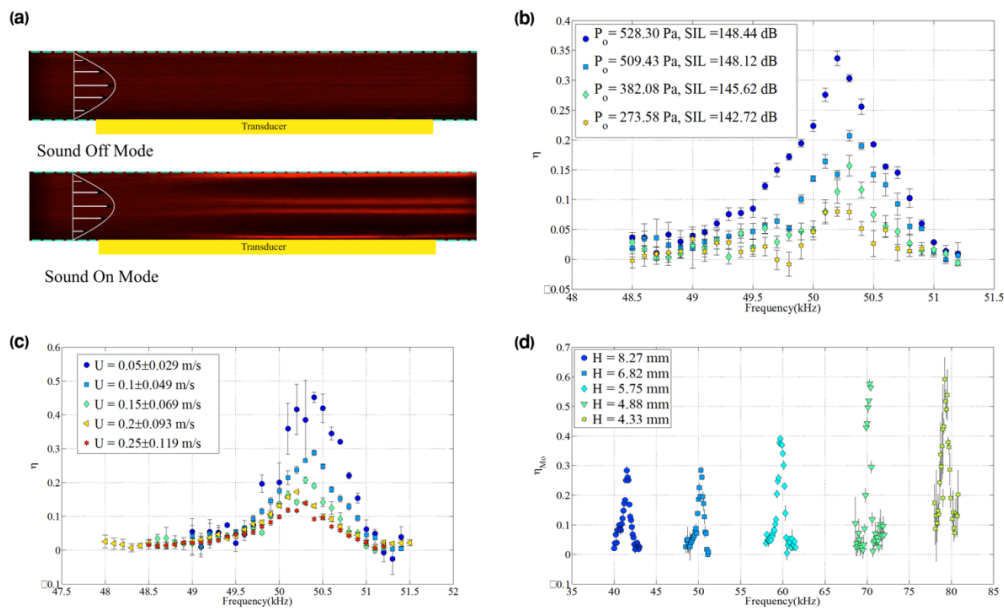 (a)
Transducer
Sound Off Mode
Transducer
Sound On Mode
(b)
P_o = 528.30 Pa, SIL =148.44 dB
P_o = 509.43 Pa, SIL =148.12 dB
P_o = 382.08 Pa, SIL =145.62 dB
P_o = 273.58 Pa, SIL =142.72 dB
0.4
0.35
0.3
0.25
0.2
0.15
0.1
0.05
0
□0.05
η
48 48.5 49 49.5 50 50.5 51 51.5
Frequency(kHz)
(c)
U = 0.05±0.029 m/s
U = 0.1±0.049 m/s
U = 0.15±0.069 m/s
U = 0.2±0.093 m/s
U = 0.25±0.119 m/s
0.6
0.5
0.4
0.3
0.2
0.1
0
□0.1
η
47.5 48 48.5 49 49.5 50 50.5 51 51.5 52
Frequency(kHz)
(d)
H = 8.27 mm
H = 6.82 mm
H = 5.75 mm
H = 4.88 mm
H = 4.33 mm
0.7
0.6
0.5
0.4
0.3
0.2
0.1
0
□0.1
η_Mo
35 40 45 50 55 60 65 70 75 80 85
Frequency(kHz)